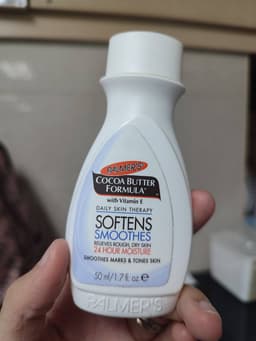 PALMER'S
COCOA BUTTER
FORMULA®
with Vitamin E
DAILY SKIN THERAPY
SOFTENS
SMOOTHES
RELIEVES ROUGH, DRY SKIN
24 HOUR MOISTURE
SMOOTHES MARKS & TONES SKIN
50 ml/1.7 fl. oz. ℮
PALMER'S